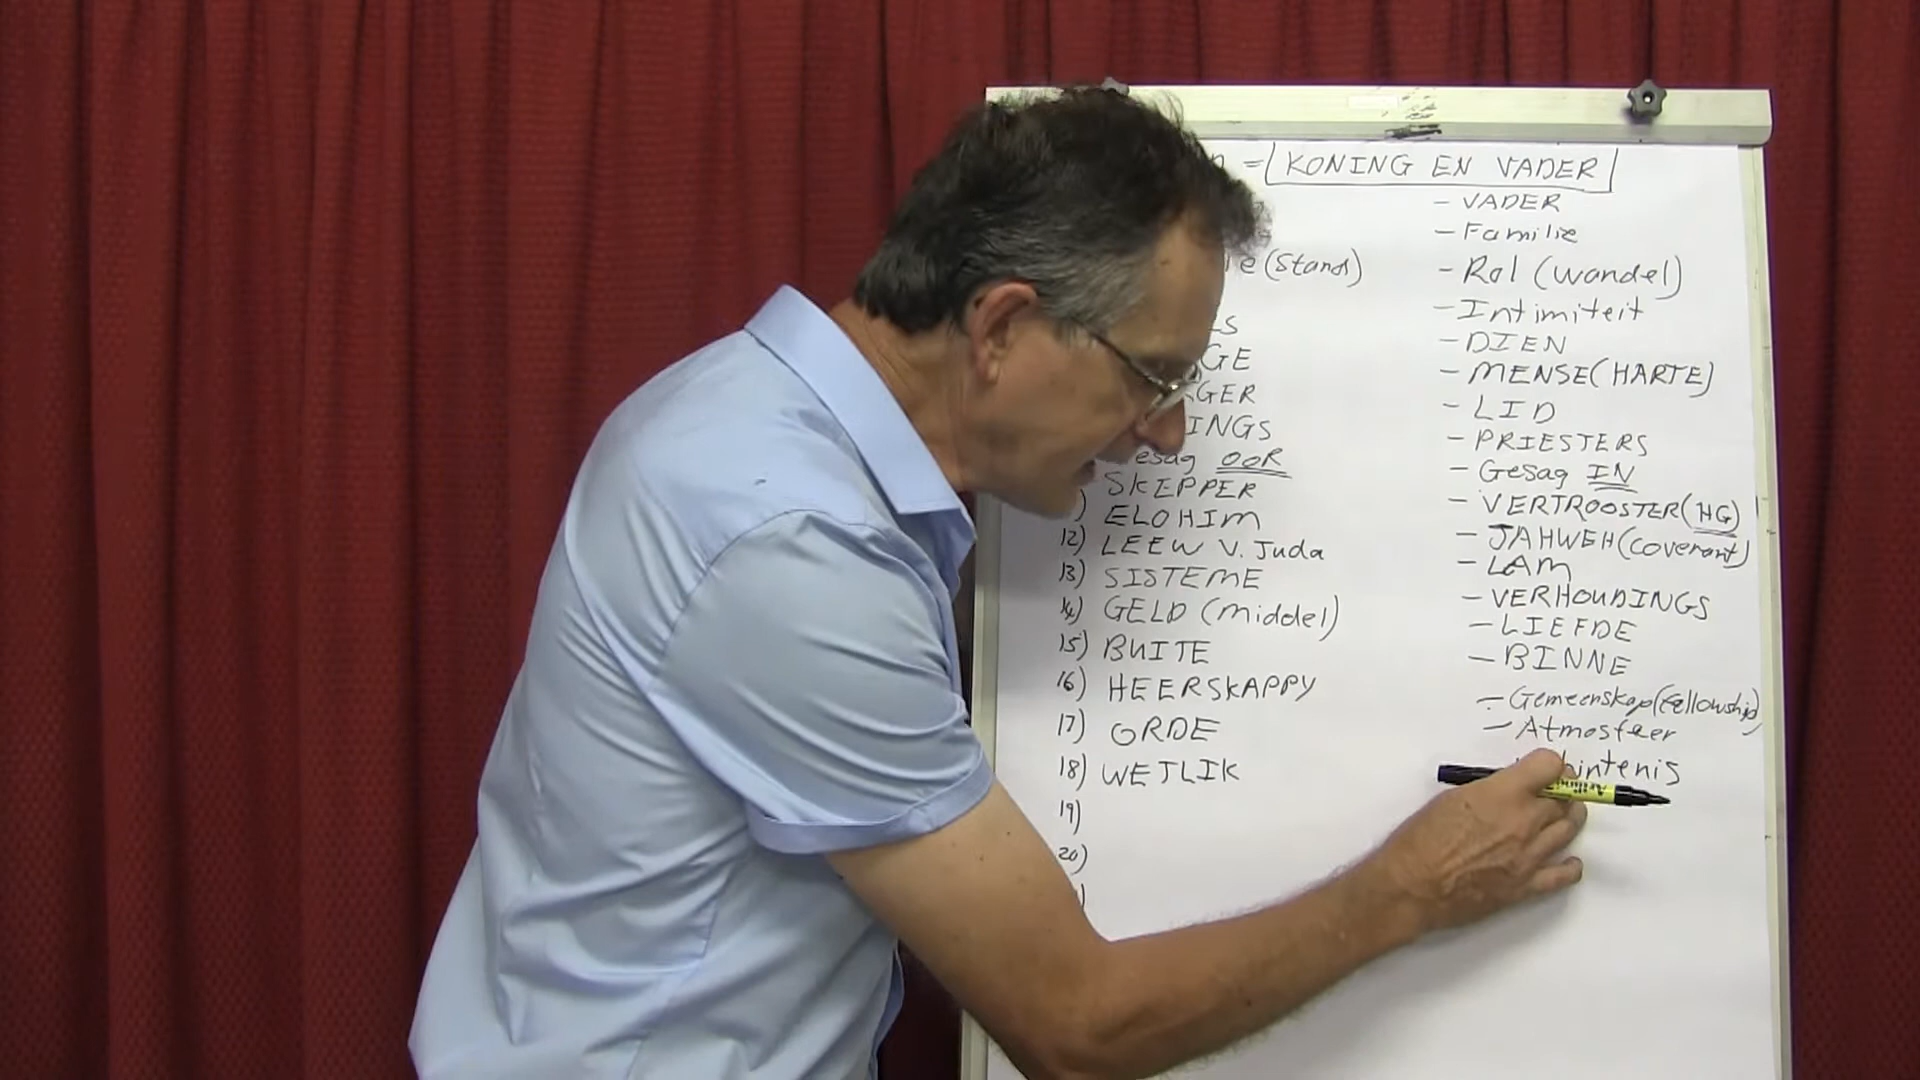 = KONING EN VADER
- VADER
- Familie
(Stand) - Rol (wandel)
- Intimiteit
- DIEN
- MENSE (HARTE)
- LID
- PRIESTERS
OOR - Gesag IN
SKEPPER - VERTROOSTER (HG)
ELOHIM - JAHWEH (covenant)
12) LEEW V. Juda - LAM
13) SISTEME - VERHOUDINGS
14) GELD (middel) - LIEFDE
15) BUITE - BINNE
16) HEERSKAPPY - Gemeenskap (Fellowship)
17) ORDE - Atmosfeer
18) WETLIK
19)
20)